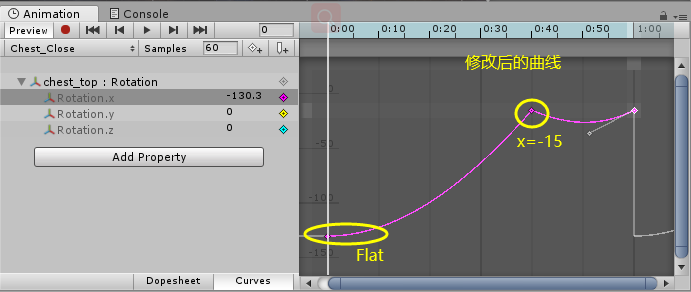 Animation Console
Preview 0 0:00 0:10 0:20 0:30 0:40 0:50 1:00
Chest_Close Samples 60
修改后的曲线
chest_top : Rotation
Rotation.x -130.3
Rotation.y 0
Rotation.z 0
Add Property
0
-50
-100
-150
x=-15
Flat
Dopesheet Curves